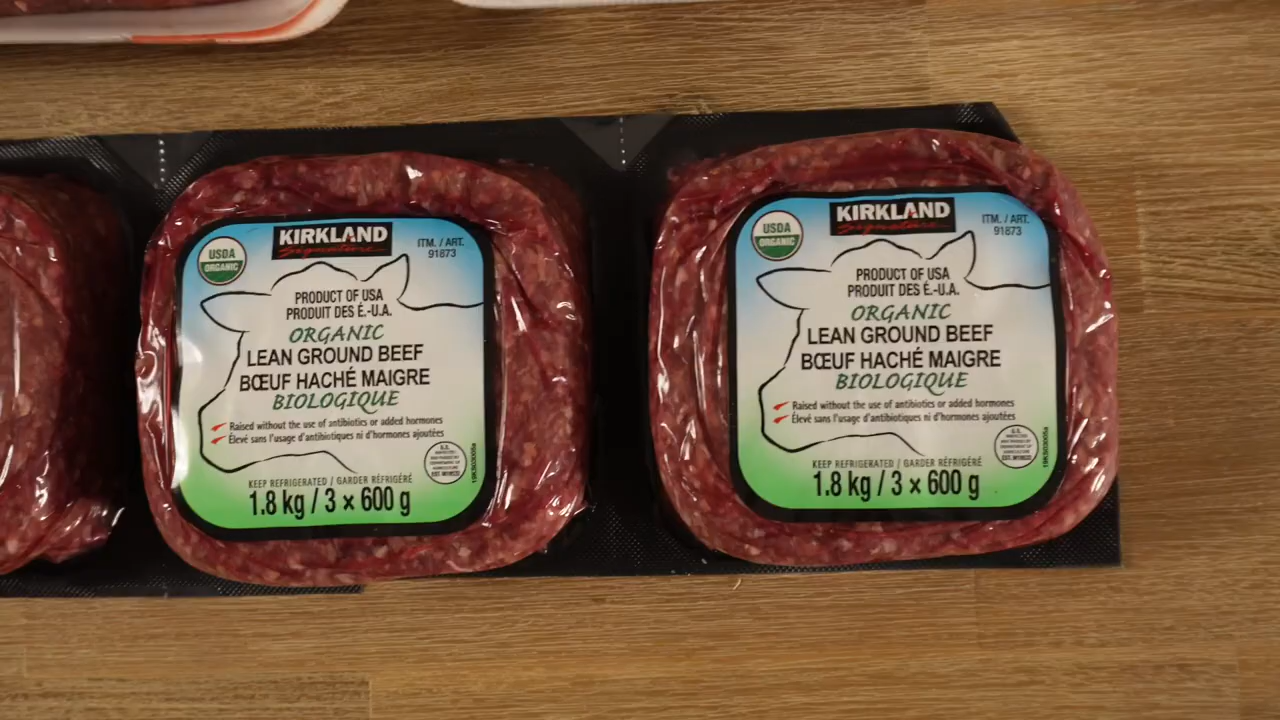 USDA
ORGANIC
KIRKLAND
Signature
ITM. / ART.
91873
PRODUCT OF USA
PRODUIT DES É.-U.A.
ORGANIC
LEAN GROUND BEEF
BŒUF HACHÉ MAIGRE
BIOLOGIQUE
Raised without the use of antibiotics or added hormones
Élevé sans l'usage d'antibiotiques ni d'hormones ajoutées
KEEP REFRIGERATED / GARDER RÉFRIGÉRÉ
1.8 kg / 3 × 600 g
USDA
ORGANIC
KIRKLAND
Signature
ITM. / ART.
91873
PRODUCT OF USA
PRODUIT DES É.-U.A.
ORGANIC
LEAN GROUND BEEF
BŒUF HACHÉ MAIGRE
BIOLOGIQUE
Raised without the use of antibiotics or added hormones
Élevé sans l'usage d'antibiotiques ni d'hormones ajoutées
KEEP REFRIGERATED / GARDER RÉFRIGÉRÉ
1.8 kg / 3 × 600 g